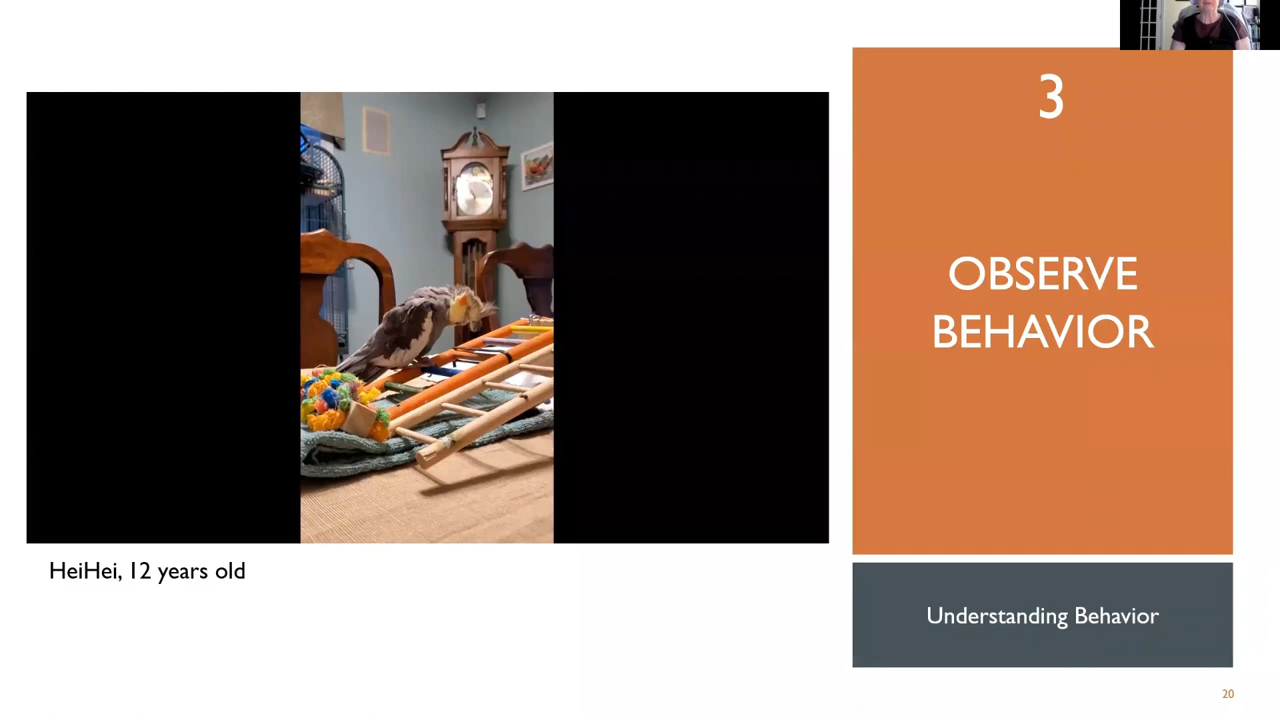 3
OBSERVE
BEHAVIOR
HeiHei, 12 years old
Understanding Behavior
20